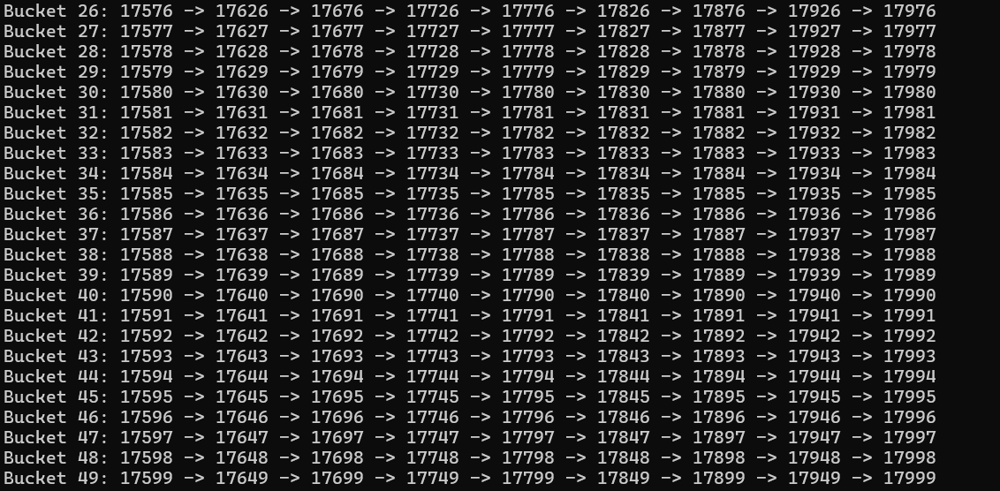 Bucket 26: 17576 -> 17626 -> 17676 -> 17726 -> 17776 -> 17826 -> 17876 -> 17926 -> 17976
Bucket 27: 17577 -> 17627 -> 17677 -> 17727 -> 17777 -> 17827 -> 17877 -> 17927 -> 17977
Bucket 28: 17578 -> 17628 -> 17678 -> 17728 -> 17778 -> 17828 -> 17878 -> 17928 -> 17978
Bucket 29: 17579 -> 17629 -> 17679 -> 17729 -> 17779 -> 17829 -> 17879 -> 17929 -> 17979
Bucket 30: 17580 -> 17630 -> 17680 -> 17730 -> 17780 -> 17830 -> 17880 -> 17930 -> 17980
Bucket 31: 17581 -> 17631 -> 17681 -> 17731 -> 17781 -> 17831 -> 17881 -> 17931 -> 17981
Bucket 32: 17582 -> 17632 -> 17682 -> 17732 -> 17782 -> 17832 -> 17882 -> 17932 -> 17982
Bucket 33: 17583 -> 17633 -> 17683 -> 17733 -> 17783 -> 17833 -> 17883 -> 17933 -> 17983
Bucket 34: 17584 -> 17634 -> 17684 -> 17734 -> 17784 -> 17834 -> 17884 -> 17934 -> 17984
Bucket 35: 17585 -> 17635 -> 17685 -> 17735 -> 17785 -> 17835 -> 17885 -> 17935 -> 17985
Bucket 36: 17586 -> 17636 -> 17686 -> 17736 -> 17786 -> 17836 -> 17886 -> 17936 -> 17986
Bucket 37: 17587 -> 17637 -> 17687 -> 17737 -> 17787 -> 17837 -> 17887 -> 17937 -> 17987
Bucket 38: 17588 -> 17638 -> 17688 -> 17738 -> 17788 -> 17838 -> 17888 -> 17938 -> 17988
Bucket 39: 17589 -> 17639 -> 17689 -> 17739 -> 17789 -> 17839 -> 17889 -> 17939 -> 17989
Bucket 40: 17590 -> 17640 -> 17690 -> 17740 -> 17790 -> 17840 -> 17890 -> 17940 -> 17990
Bucket 41: 17591 -> 17641 -> 17691 -> 17741 -> 17791 -> 17841 -> 17891 -> 17941 -> 17991
Bucket 42: 17592 -> 17642 -> 17692 -> 17742 -> 17792 -> 17842 -> 17892 -> 17942 -> 17992
Bucket 43: 17593 -> 17643 -> 17693 -> 17743 -> 17793 -> 17843 -> 17893 -> 17943 -> 17993
Bucket 44: 17594 -> 17644 -> 17694 -> 17744 -> 17794 -> 17844 -> 17894 -> 17944 -> 17994
Bucket 45: 17595 -> 17645 -> 17695 -> 17745 -> 17795 -> 17845 -> 17895 -> 17945 -> 17995
Bucket 46: 17596 -> 17646 -> 17696 -> 17746 -> 17796 -> 17846 -> 17896 -> 17946 -> 17996
Bucket 47: 17597 -> 17647 -> 17697 -> 17747 -> 17797 -> 17847 -> 17897 -> 17947 -> 17997
Bucket 48: 17598 -> 17648 -> 17698 -> 17748 -> 17798 -> 17848 -> 17898 -> 17948 -> 17998
Bucket 49: 17599 -> 17649 -> 17699 -> 17749 -> 17799 -> 17849 -> 17899 -> 17949 -> 17999